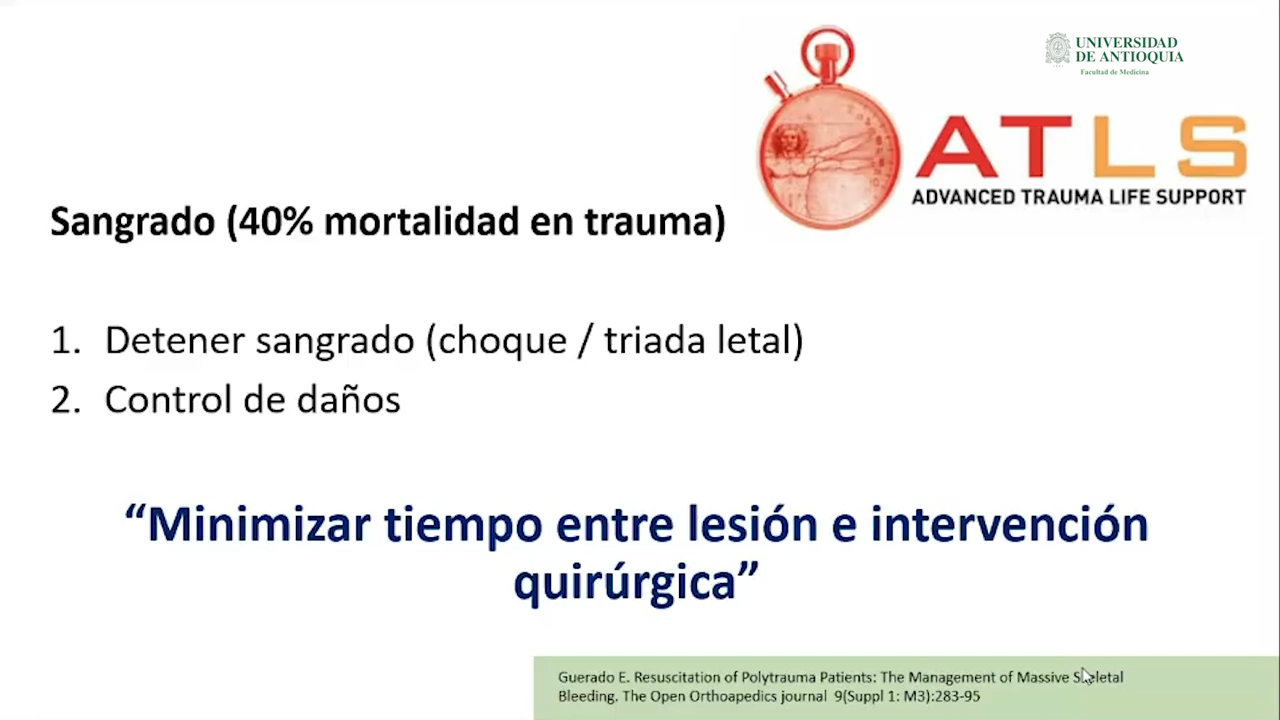 UNIVERSIDAD
DE ANTIOQUIA
Facultad de Medicina
ATLS
ADVANCED TRAUMA LIFE SUPPORT
Sangrado (40% mortalidad en trauma)
1. Detener sangrado (choque / triada letal)
2. Control de daños
“Minimizar tiempo entre lesión e intervención
quirúrgica”
Guerado E. Resuscitation of Polytrauma Patients: The Management of Massive Skeletal
Bleeding. The Open Orthoapedics journal 9(Suppl 1: M3):283-95